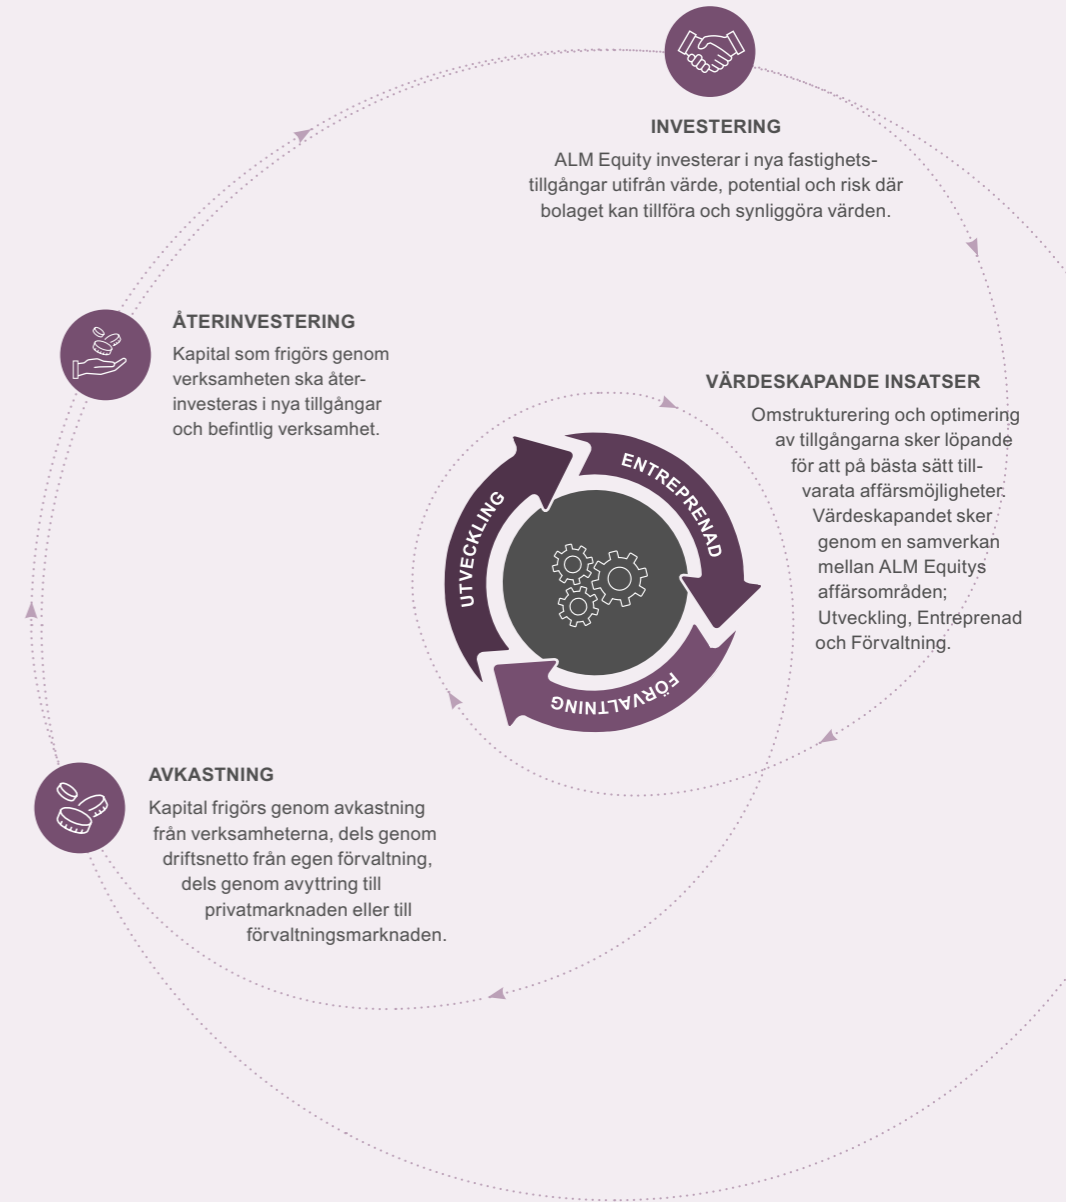 INVESTERING
ALM Equity investerar i nya fastighets-
tillgångar utifrån värde, potential och risk där
bolaget kan tillföra och synliggöra värden.
ÅTERINVESTERING
Kapital som frigörs genom
verksamheten ska åter-
investeras i nya tillgångar
och befintlig verksamhet.
VÄRDESKAPANDE INSATSER
Omstrukturering och optimering
av tillgångarna sker löpande
för att på bästa sätt till-
varata affärsmöjligheter.
Värdeskapandet sker
genom en samverkan
mellan ALM Equitys
affärsområden;
Utveckling, Entreprenad
och Förvaltning.
UTVECKLING
ENTREPRENAD
FÖRVALTNING
AVKASTNING
Kapital frigörs genom avkastning
från verksamheterna, dels genom
driftsnetto från egen förvaltning,
dels genom avyttring till
privatmarknaden eller till
förvaltningsmarknaden.